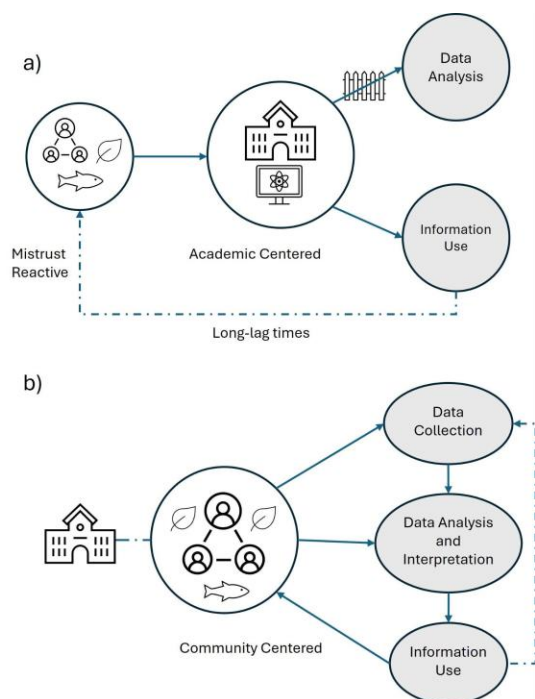 a)
Data
Analysis
Mistrust
Reactive
Academic Centered
Information
Use
Long-lag times
b)
Data
Collection
Data Analysis
and
Interpretation
Community Centered
Information
Use